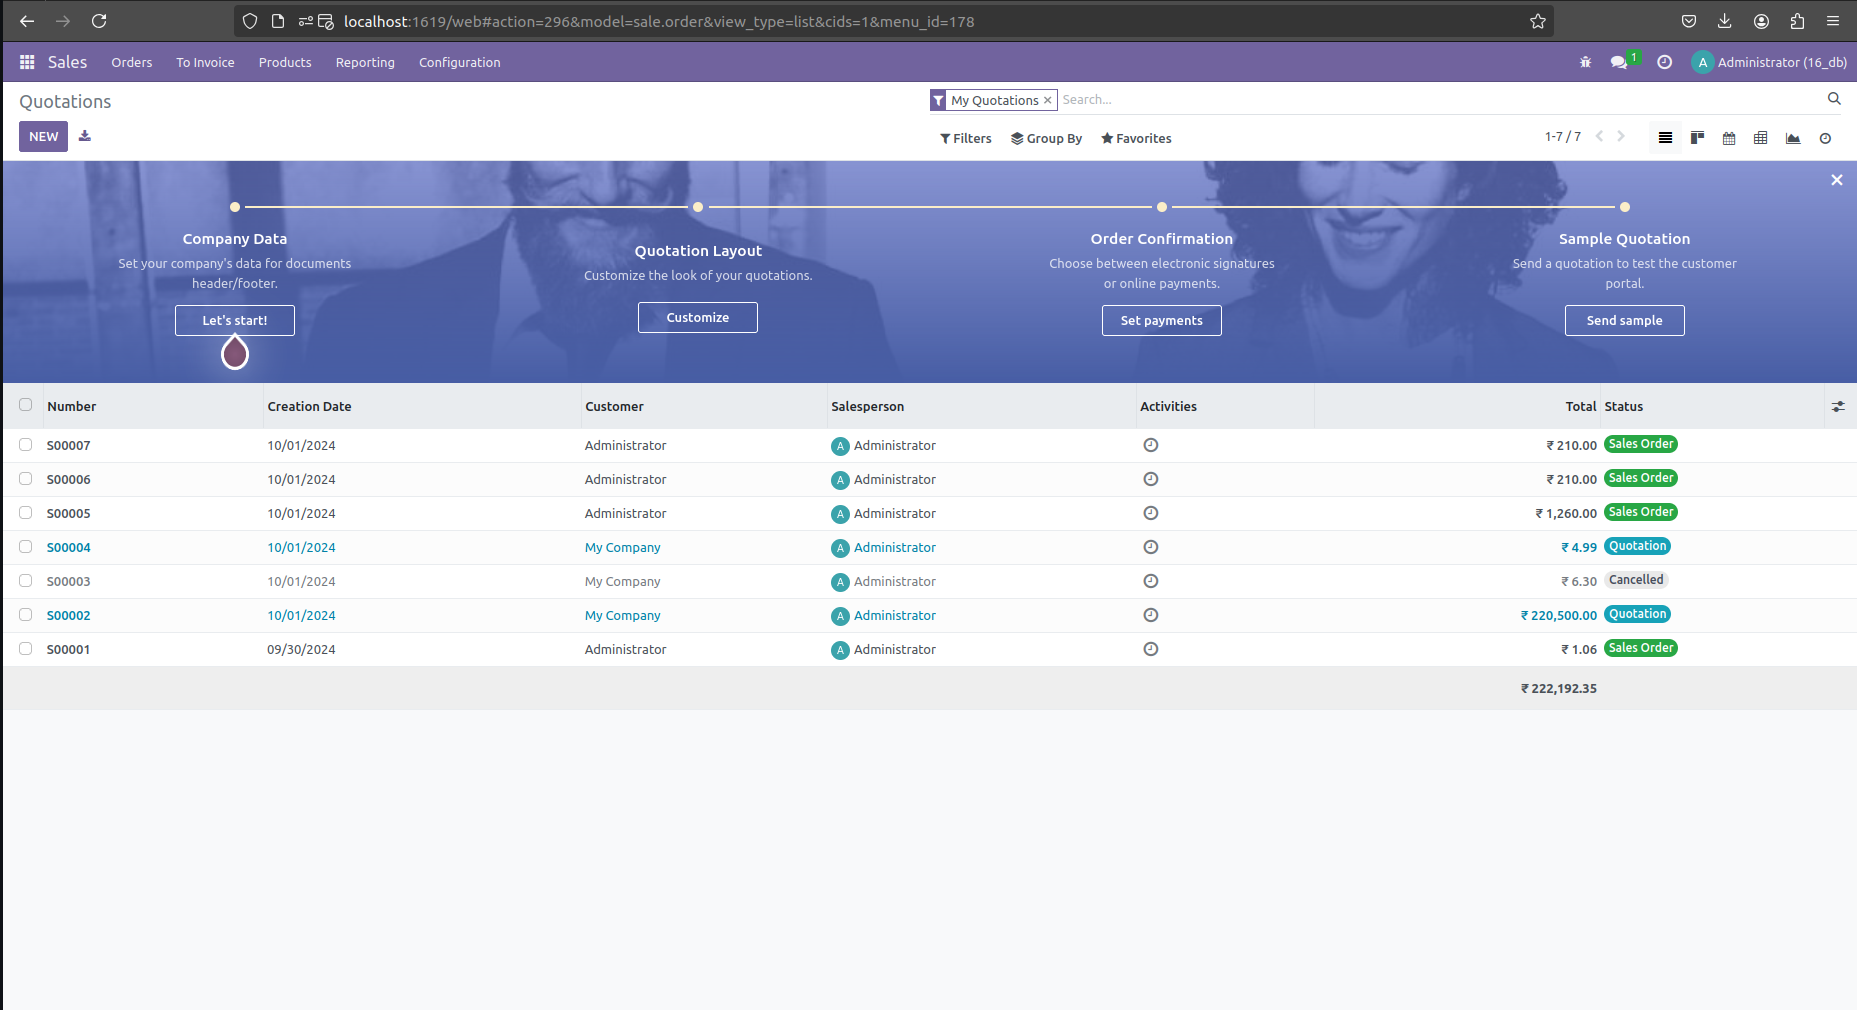 localhost:1619/web#action=296&model=sale.order&view_type=list&cids=1&menu_id=178
Sales Orders To Invoice Products Reporting Configuration 1 A Administrator (16_db)
Quotations My Quotations × Search...
NEW Filters Group By Favorites 1-7 / 7
Company Data
Set your company's data for documents
header/footer.
Let's start!
Quotation Layout
Customize the look of your quotations.
Customize
Order Confirmation
Choose between electronic signatures
or online payments.
Set payments
Sample Quotation
Send a quotation to test the customer
portal.
Send sample
Number Creation Date Customer Salesperson Activities Total Status
S00007 10/01/2024 Administrator A Administrator ₹ 210.00 Sales Order
S00006 10/01/2024 Administrator A Administrator ₹ 210.00 Sales Order
S00005 10/01/2024 Administrator A Administrator ₹ 1,260.00 Sales Order
S00004 10/01/2024 My Company A Administrator ₹ 4.99 Quotation
S00003 10/01/2024 My Company A Administrator ₹ 6.30 Cancelled
S00002 10/01/2024 My Company A Administrator ₹ 220,500.00 Quotation
S00001 09/30/2024 Administrator A Administrator ₹ 1.06 Sales Order
₹ 222,192.35